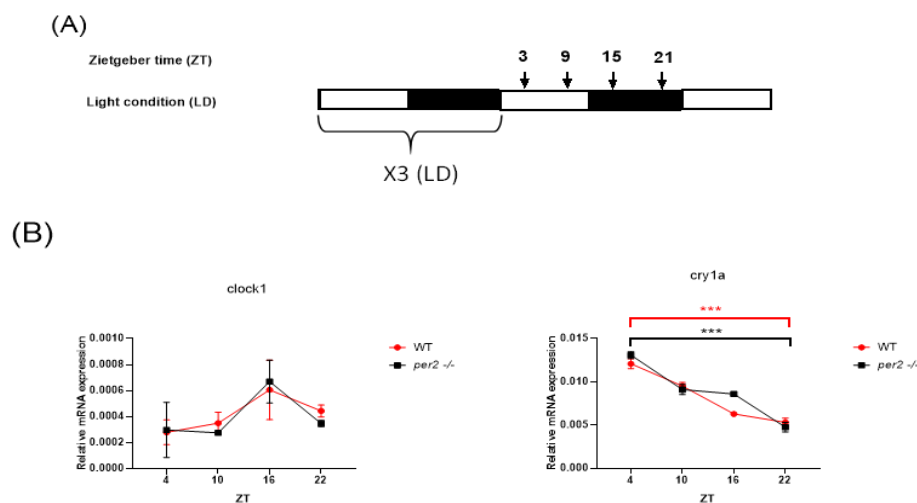 (A)
Zietgeber time (ZT) 3 9 15 21
Light condition (LD)
X3 (LD)
(B)
clock1
Relative mRNA expression
0.0010
0.0008
0.0006
0.0004
0.0002
0.0000
4 10 16 22
ZT
WT
per2 -/-
cry1a
***
***
Relative mRNA expression
0.015
0.010
0.005
0.000
4 10 16 22
ZT
WT
per2 -/-